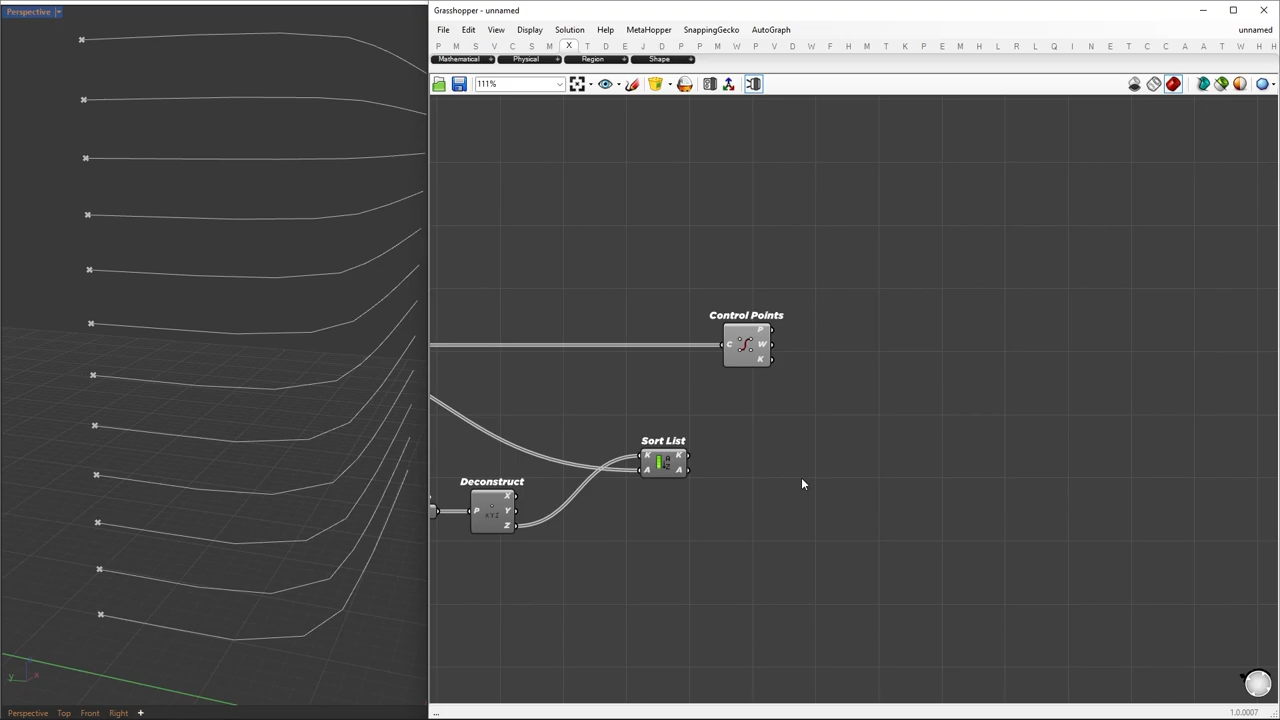 Perspective
Grasshopper - unnamed
File Edit View Display Solution Help MetaHopper SnappingGecko AutoGraph unnamed
P M S V C S M X T D S A P P M W V D W F H H H A S A P E B E L K H H
Mathematical Physical Region Shape
111%
Control Points
P
C W
K
Sort List
K K
A A
Deconstruct
X
P Y
XYZ
Z
y z x
Perspective Top Front Right
... 1.0.0007